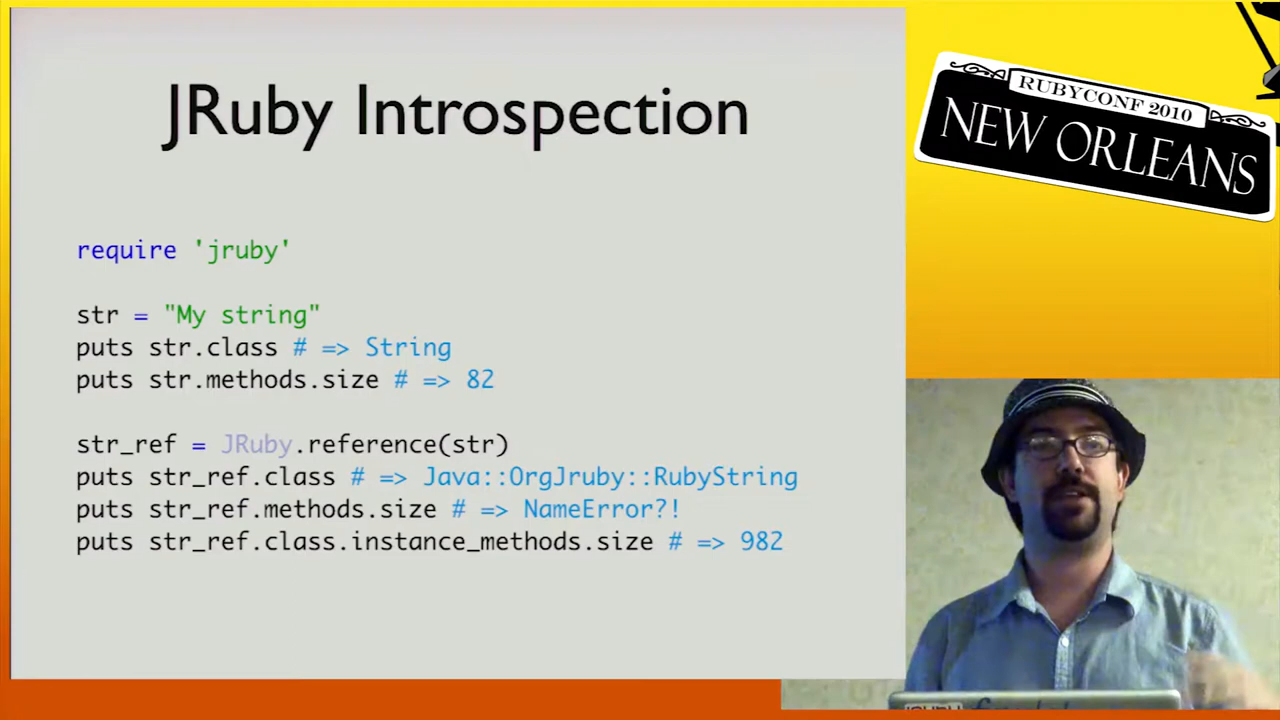 JRuby Introspection
RUBYCONF 2010
NEW ORLEANS
require 'jruby'
str = "My string"
puts str.class # => String
puts str.methods.size # => 82
str_ref = JRuby.reference(str)
puts str_ref.class # => Java::OrgJruby::RubyString
puts str_ref.methods.size # => NameError?!
puts str_ref.class.instance_methods.size # => 982